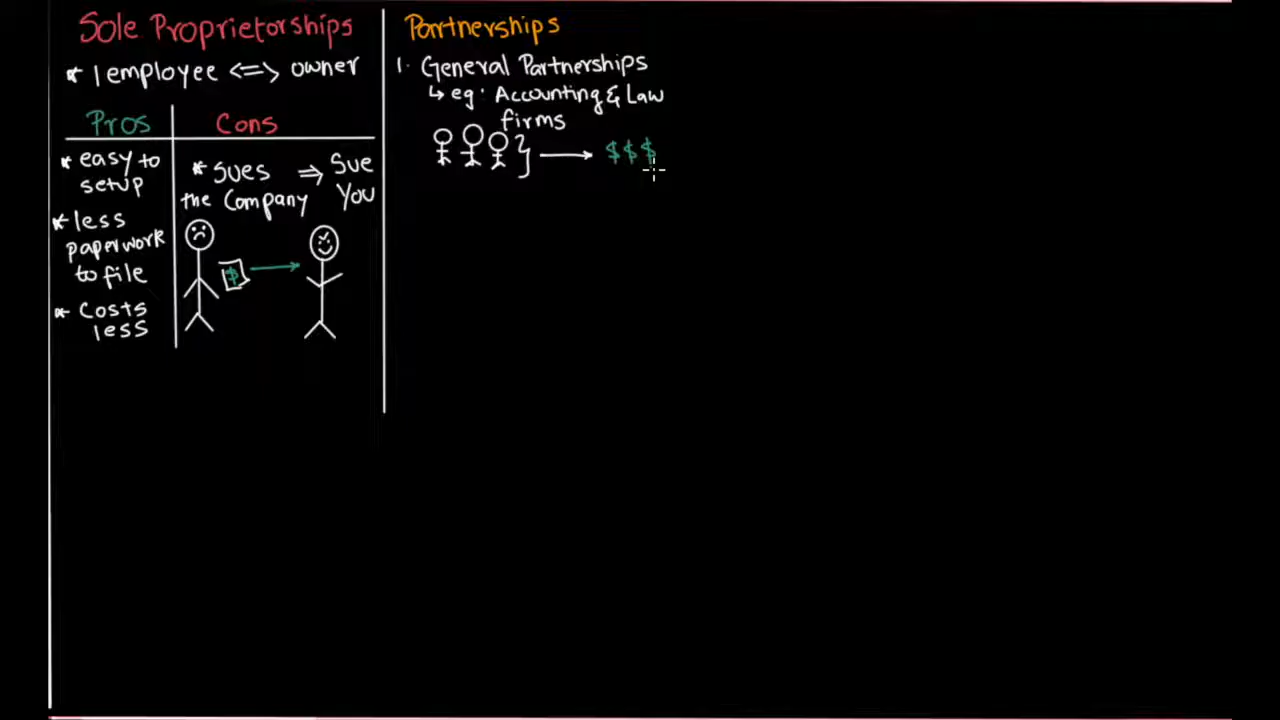 Sole Proprietorships
* 1 employee <=> owner
Pros
Cons
* easy to
setup
* less
paperwork
to file
* Costs
less
* Sues => Sue
the Company You
$
Partnerships
1. General Partnerships
↳ eg: Accounting & Law
firms
$$$